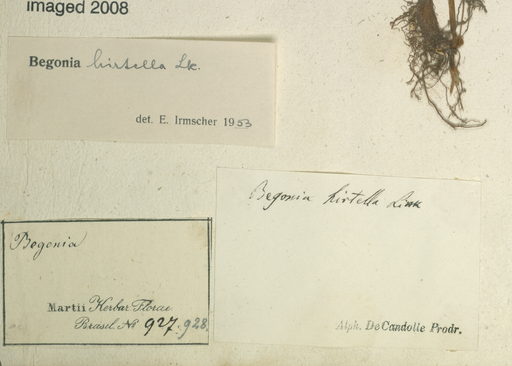 imaged 2008
Begonia hirtella Lk.
det. E. Irmscher 1953
Begonia hirtella Link
Alph. DeCandolle Prodr.
Begonia
Martii Herbar. Florae
Brasil. No 927. 928.